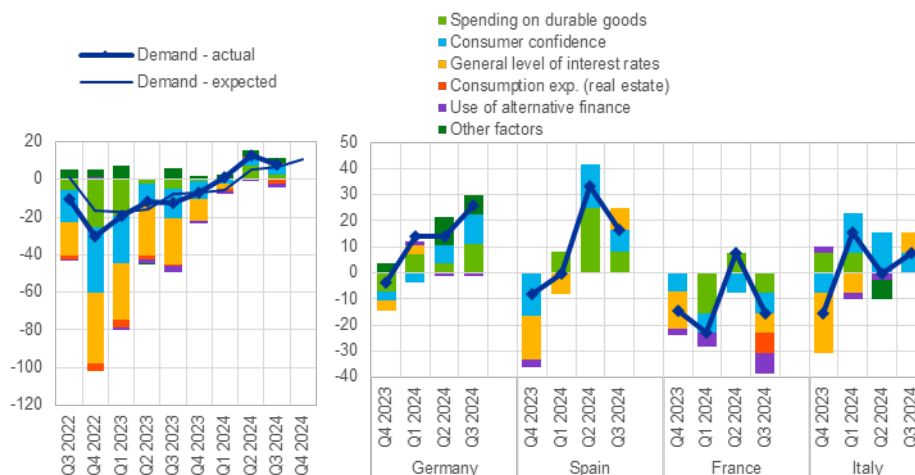 Demand - actual
Demand - expected
Spending on durable goods
Consumer confidence
General level of interest rates
Consumption exp. (real estate)
Use of alternative finance
Other factors
20
0
-20
-40
-60
-80
-100
-120
Q3 2022
Q4 2022
Q1 2023
Q2 2023
Q3 2023
Q4 2023
Q1 2024
Q2 2024
Q3 2024
Q4 2024
50
40
30
20
10
0
-10
-20
-30
-40
Q4 2023
Q1 2024
Q2 2024
Q3 2024
Q4 2023
Q1 2024
Q2 2024
Q3 2024
Q4 2023
Q1 2024
Q2 2024
Q3 2024
Q4 2023
Q1 2024
Q2 2024
Q3 2024
Germany
Spain
France
Italy